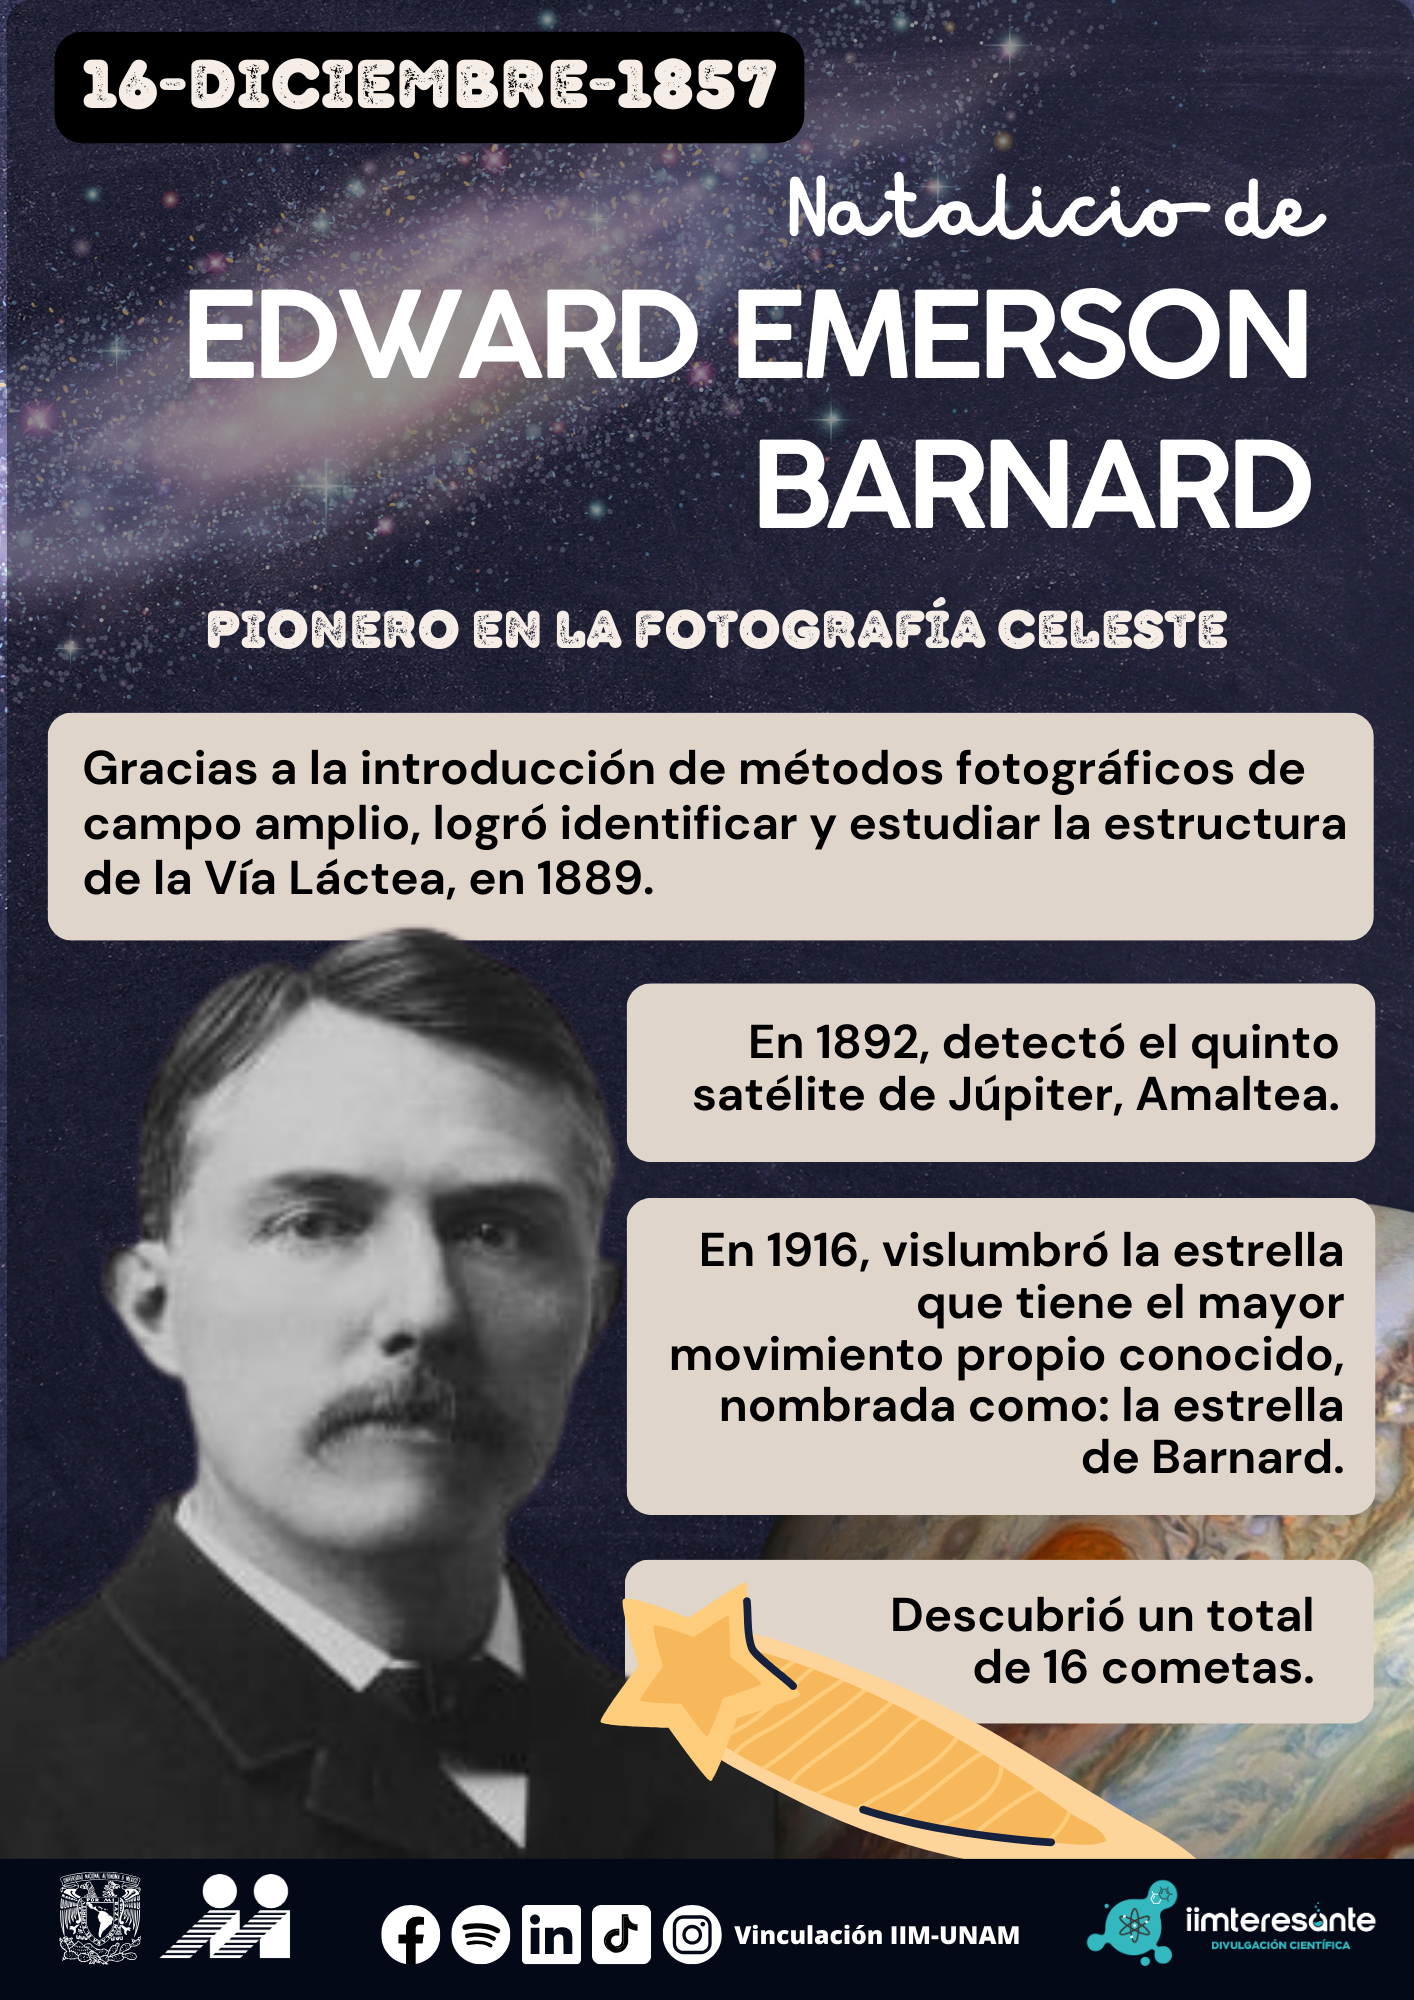 16-DICIEMBRE-1857
Natalicio de
EDWARD EMERSON
BARNARD
PIONERO EN LA FOTOGRAFÍA CELESTE
Gracias a la introducción de métodos fotográficos de
campo amplio, logró identificar y estudiar la estructura
de la Vía Láctea, en 1889.
En 1892, detectó el quinto
satélite de Júpiter, Amaltea.
En 1916, vislumbró la estrella
que tiene el mayor
movimiento propio conocido,
nombrada como: la estrella
de Barnard.
Descubrió un total
de 16 cometas.
Vinculación IIM-UNAM
iimteresante
DIVULGACIÓN CIENTÍFICA